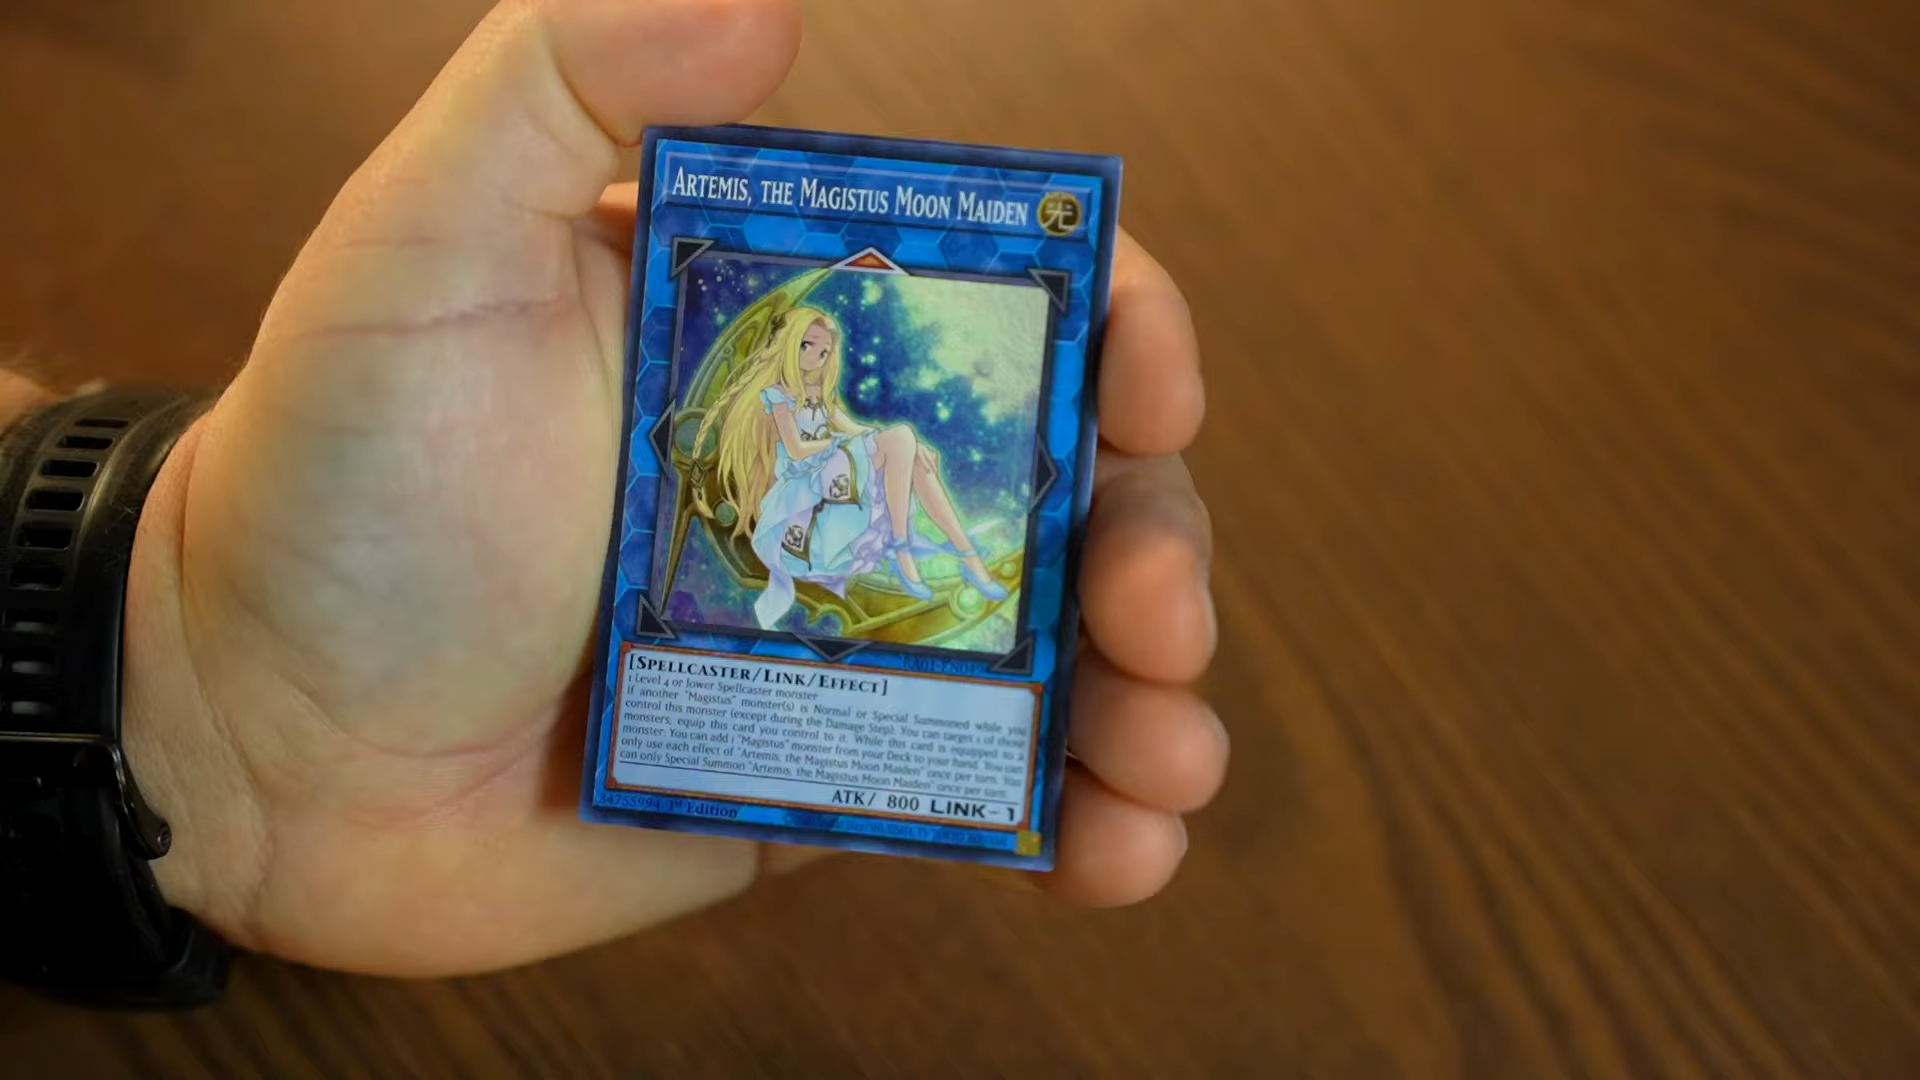 ARTEMIS, THE MAGISTUS MOON MAIDEN
光
[SPELLCASTER/LINK/EFFECT]
1 Level 4 or lower Spellcaster monster
If another "Magistus" monster(s) is Normal or Special Summoned while you
control this monster (except during the Damage Step): You can target 1 of those
monsters; equip this card you control to it. While this card is equipped to a
monster: You can add 1 "Magistus" monster from your Deck to your hand. You can
only use each effect of "Artemis, the Magistus Moon Maiden" once per turn. You
can only Special Summon "Artemis, the Magistus Moon Maiden" once per turn.
ATK/ 800 LINK-1
34755994 1st Edition